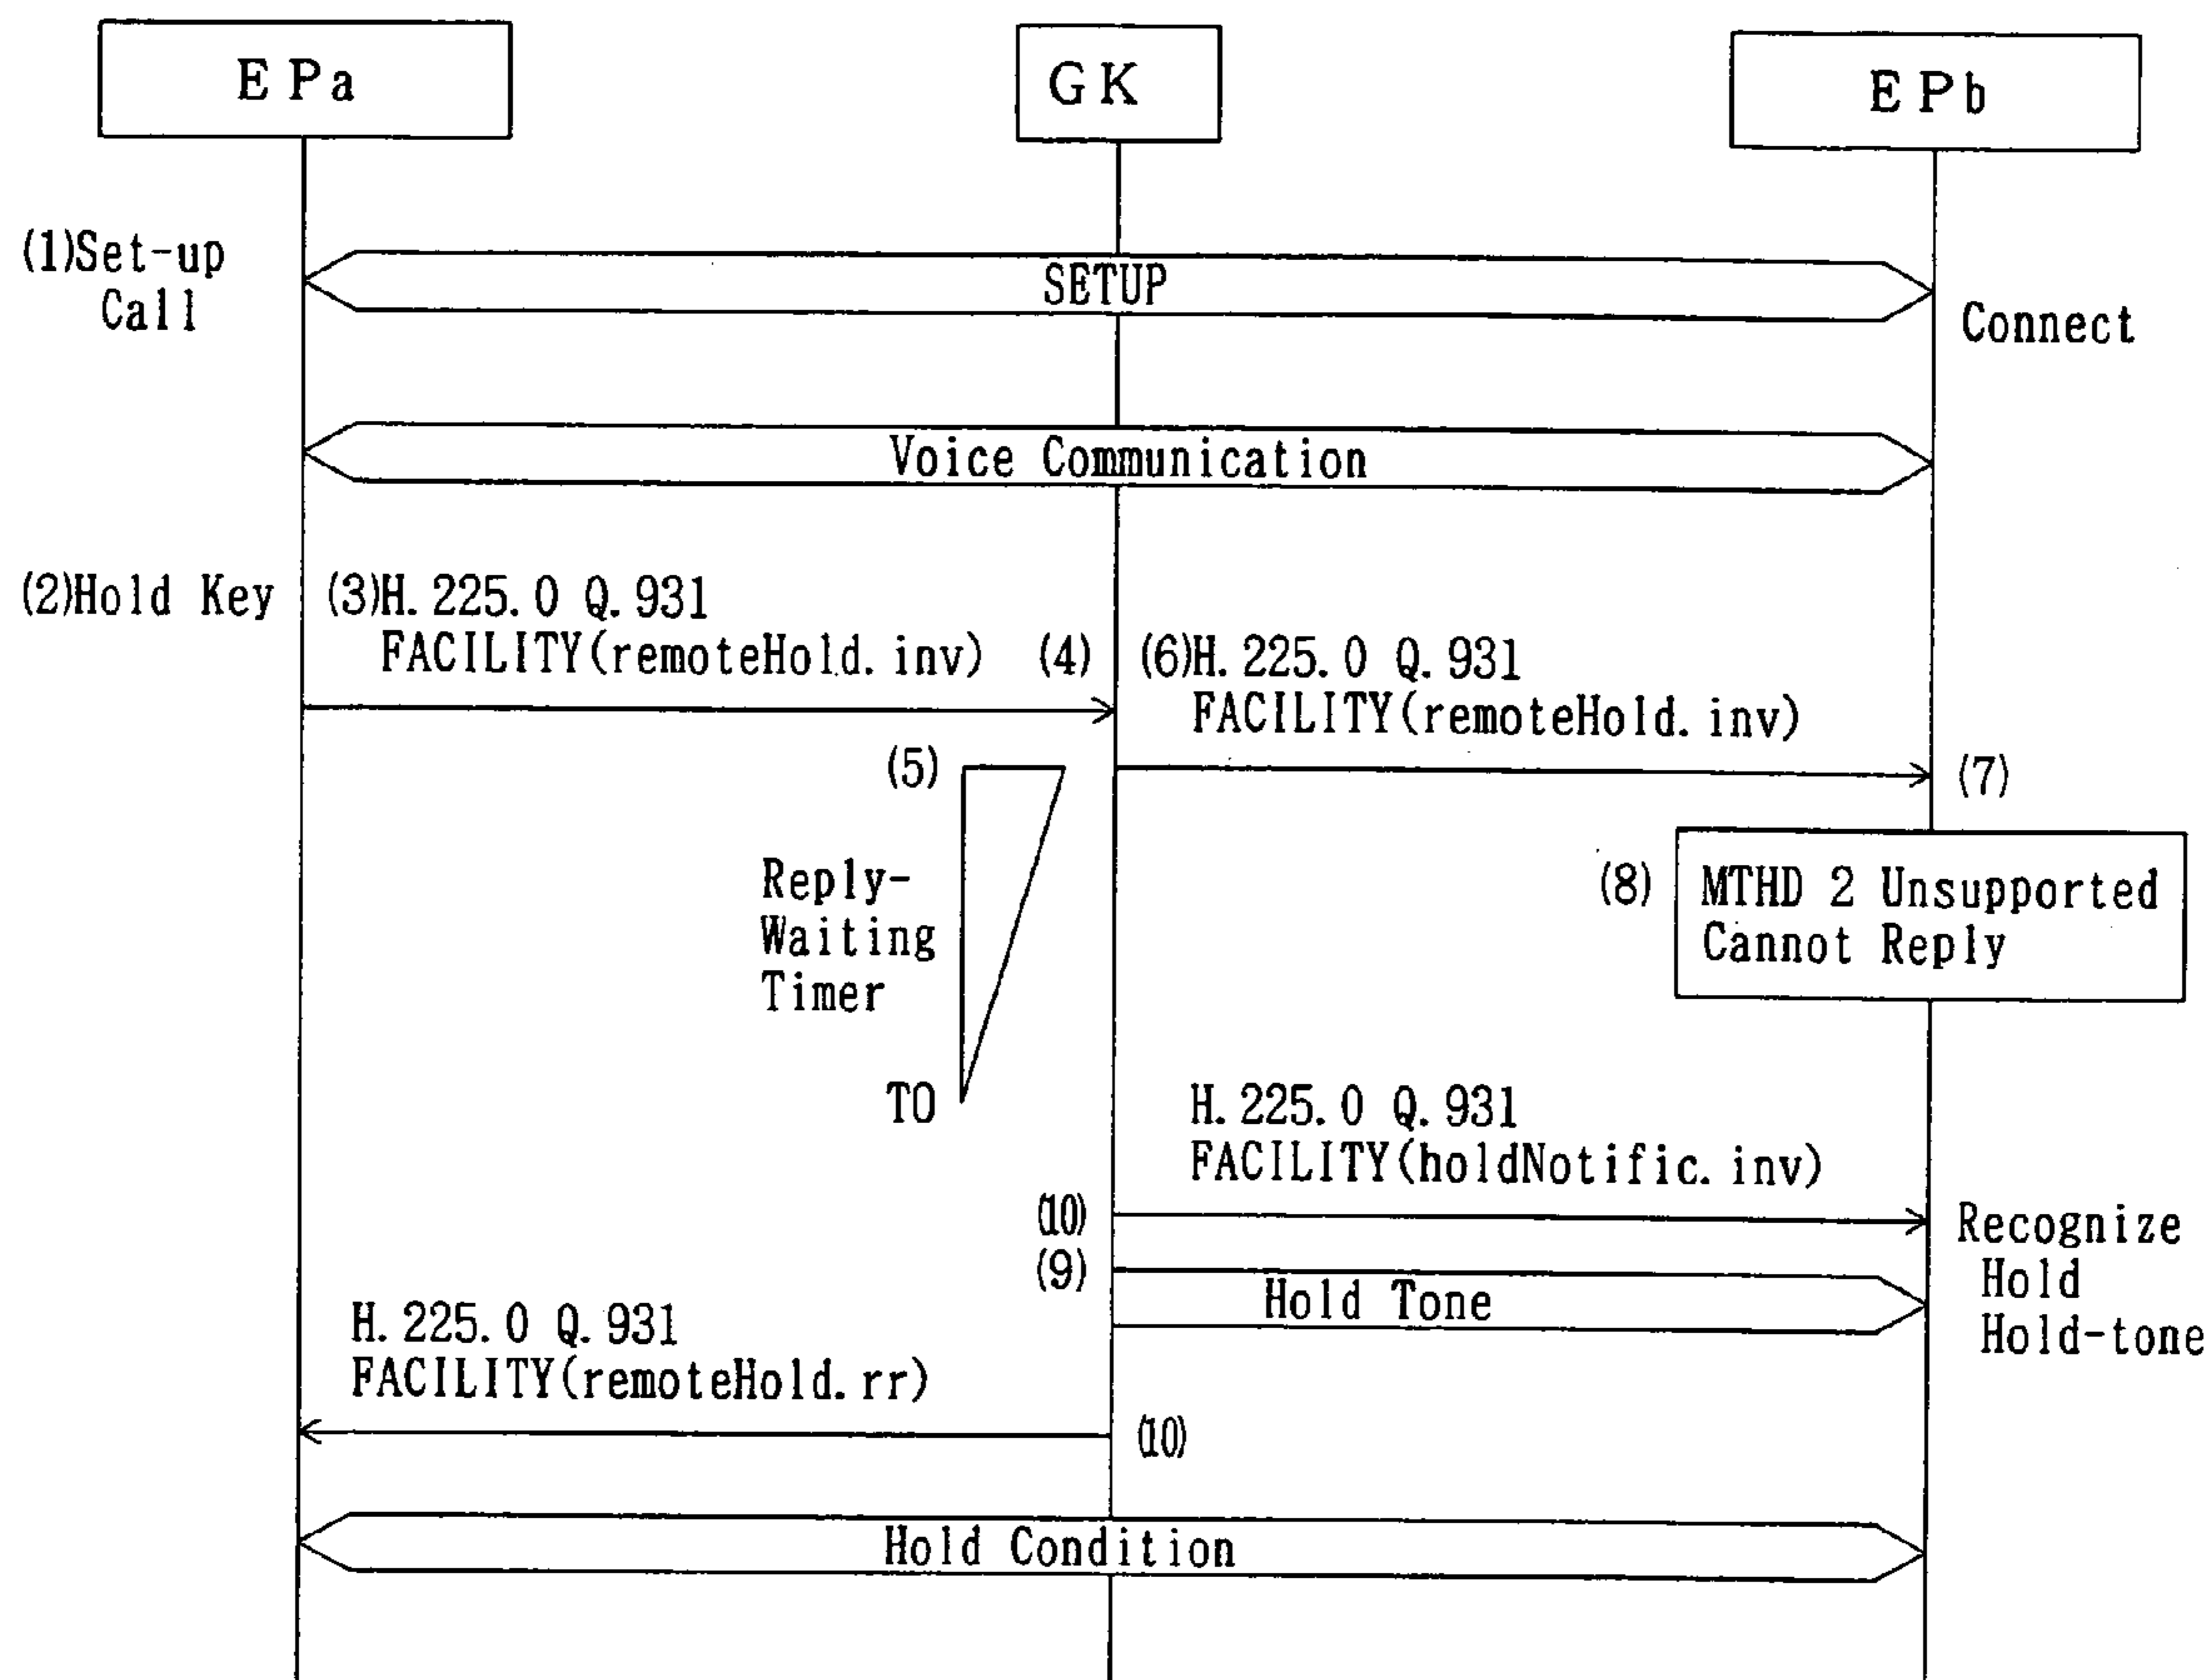 EPa
GK
EPb
(1)Set-up
Call
SETUP
Connect
Voice Communication
(2)Hold Key
(3)H.225.0 Q.931
FACILITY(remoteHold.inv)
(4)
(6)H.225.0 Q.931
FACILITY(remoteHold.inv)
(5)
(7)
Reply-
Waiting
Timer
(8)
MTHD 2 Unsupported
Cannot Reply
TO
H.225.0 Q.931
FACILITY(holdNotific.inv)
(10)
Recognize
Hold
Hold-tone
(9)
Hold Tone
H.225.0 Q.931
FACILITY(remoteHold.rr)
(10)
Hold Condition